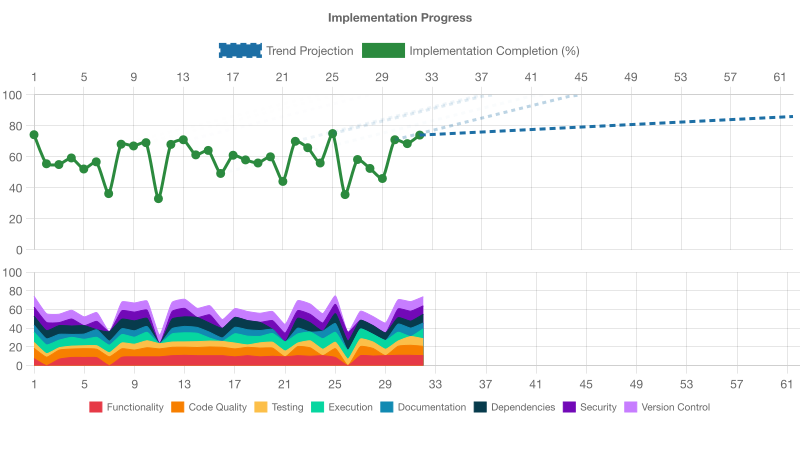 Implementation Progress
Trend Projection Implementation Completion (%)
1 5 9 13 17 21 25 29 33 37 41 45 49 53 57 61
100
80
60
40
20
0
100
80
60
40
20
0
1 5 9 13 17 21 25 29 33 37 41 45 49 53 57 61
Functionality Code Quality Testing Execution Documentation Dependencies Security Version Control